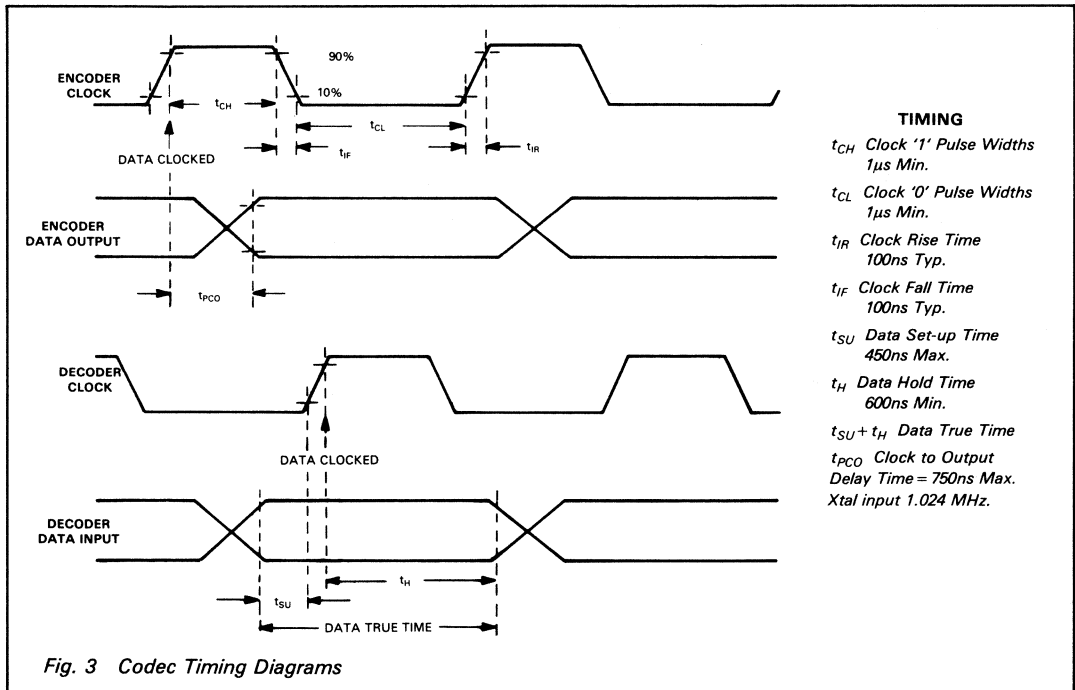 ENCODER
CLOCK
90%
10%
tCH
tCL
DATA CLOCKED
tIF
tIR
ENCODER
DATA OUTPUT
tPCO
DECODER
CLOCK
DATA CLOCKED
DECODER
DATA INPUT
tH
tSU
DATA TRUE TIME
TIMING
tCH Clock '1' Pulse Widths
1μs Min.
tCL Clock '0' Pulse Widths
1μs Min.
tIR Clock Rise Time
100ns Typ.
tIF Clock Fall Time
100ns Typ.
tSU Data Set-up Time
450ns Max.
tH Data Hold Time
600ns Min.
tSU + tH Data True Time
tPCO Clock to Output
Delay Time = 750ns Max.
Xtal input 1.024 MHz.
Fig. 3 Codec Timing Diagrams